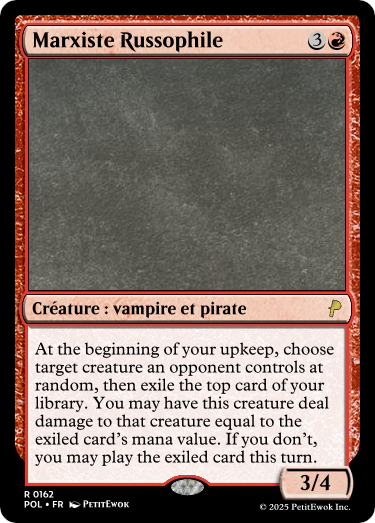 Marxiste Russophile 3
Créature : vampire et pirate
At the beginning of your upkeep, choose
target creature an opponent controls at
random, then exile the top card of your
library. You may have this creature deal
damage to that creature equal to the
exiled card's mana value. If you don't,
you may play the exiled card this turn.
3/4
R 0162
POL • FR PetitEwok
© 2025 PetitEwok Inc.